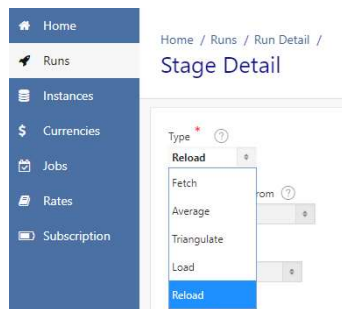 Home
Runs
Instances
Currencies
Jobs
Rates
Subscription
Home / Runs / Run Detail /
Stage Detail
Type *
Reload
Fetch
Average
Triangulate
Load
Reload